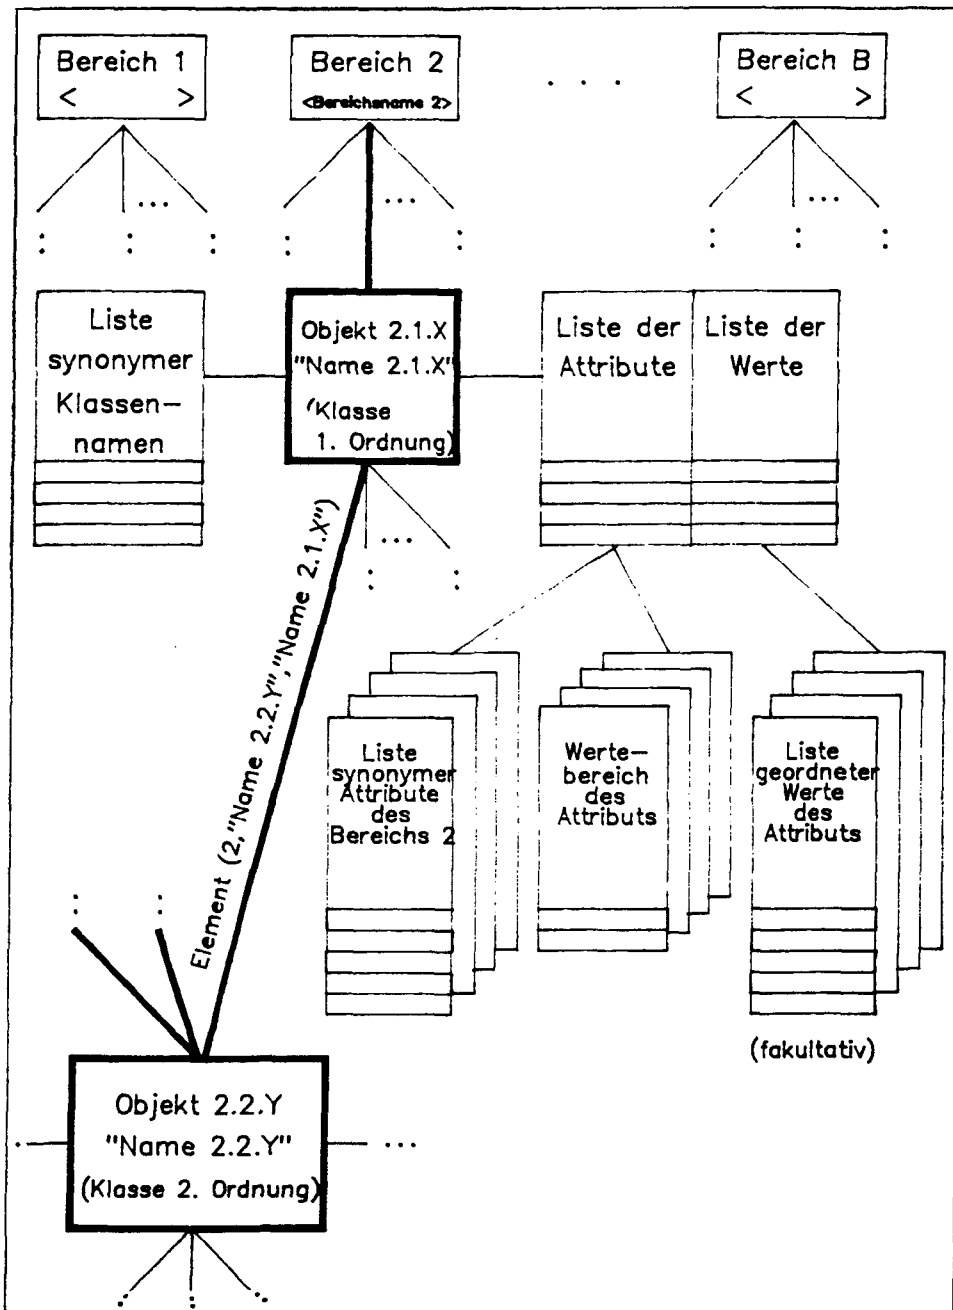 Bereich 1
< >
Bereich 2
<Bereichsname 2>
. . .
Bereich B
< >
...
...
...
Liste
synonymer
Klassen-
namen
Objekt 2.1.X
"Name 2.1.X"
(Klasse
1. Ordnung)
Liste der
Attribute
Liste der
Werte
...
Element (2,"Name 2.2.Y","Name 2.1.X")
Liste
synonymer
Attribute
des
Bereichs 2
Werte-
bereich
des
Attributs
Liste
geordneter
Werte
des
Attributs
(fakultativ)
Objekt 2.2.Y
"Name 2.2.Y"
(Klasse 2. Ordnung)
...